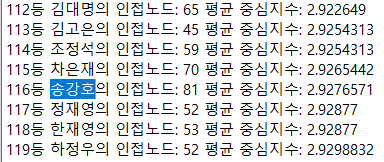 112등 김대명의 인접노드: 65 평균 중심지수: 2.922649
113등 김고은의 인접노드: 45 평균 중심지수: 2.9254313
114등 조정석의 인접노드: 59 평균 중심지수: 2.9254313
115등 차은재의 인접노드: 70 평균 중심지수: 2.9265442
116등 송강호의 인접노드: 81 평균 중심지수: 2.9276571
117등 정재영의 인접노드: 52 평균 중심지수: 2.92877
118등 한재영의 인접노드: 53 평균 중심지수: 2.92877
119등 하정우의 인접노드: 52 평균 중심지수: 2.9298832